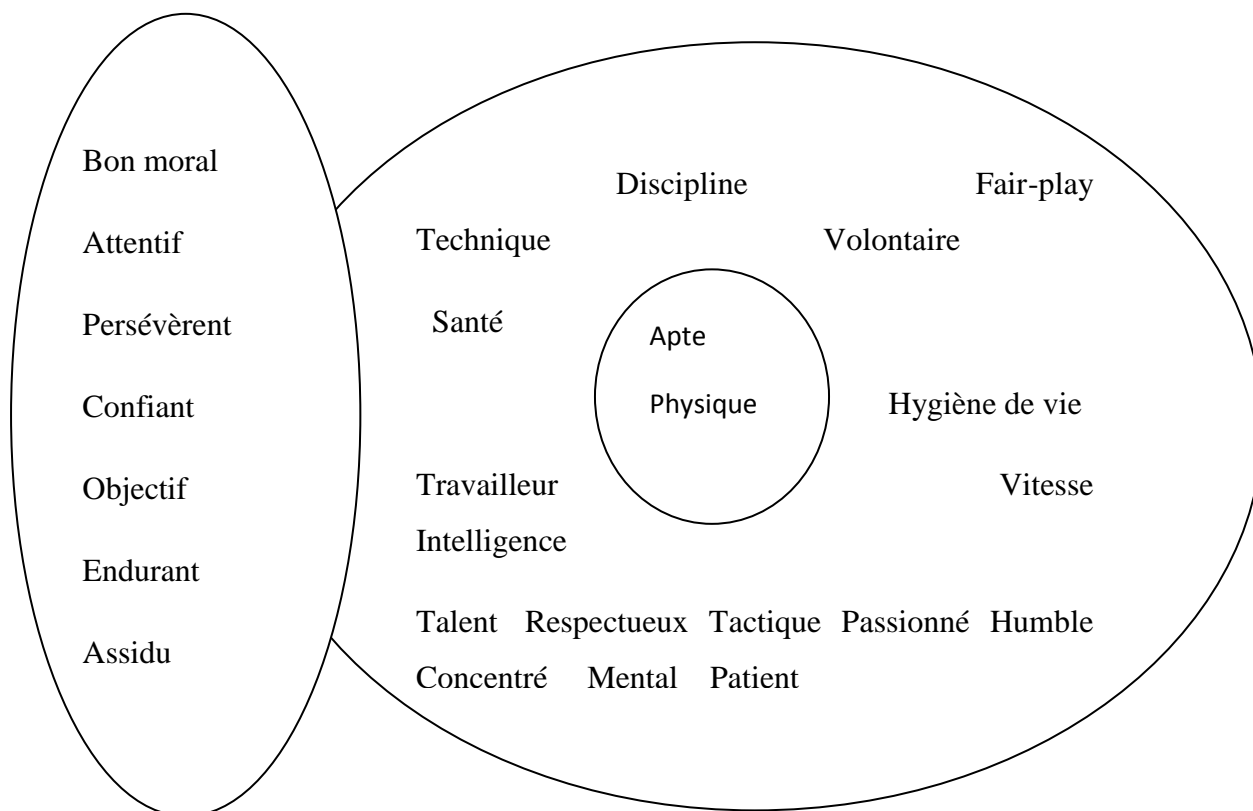 Bon moral
Attentif
Persévèrent
Confiant
Objectif
Endurant
Assidu
Discipline Fair-play
Technique Volontaire
Santé
Apte
Physique
Hygiène de vie
Travailleur Vitesse
Intelligence
Talent Respectueux Tactique Passionné Humble
Concentré Mental Patient